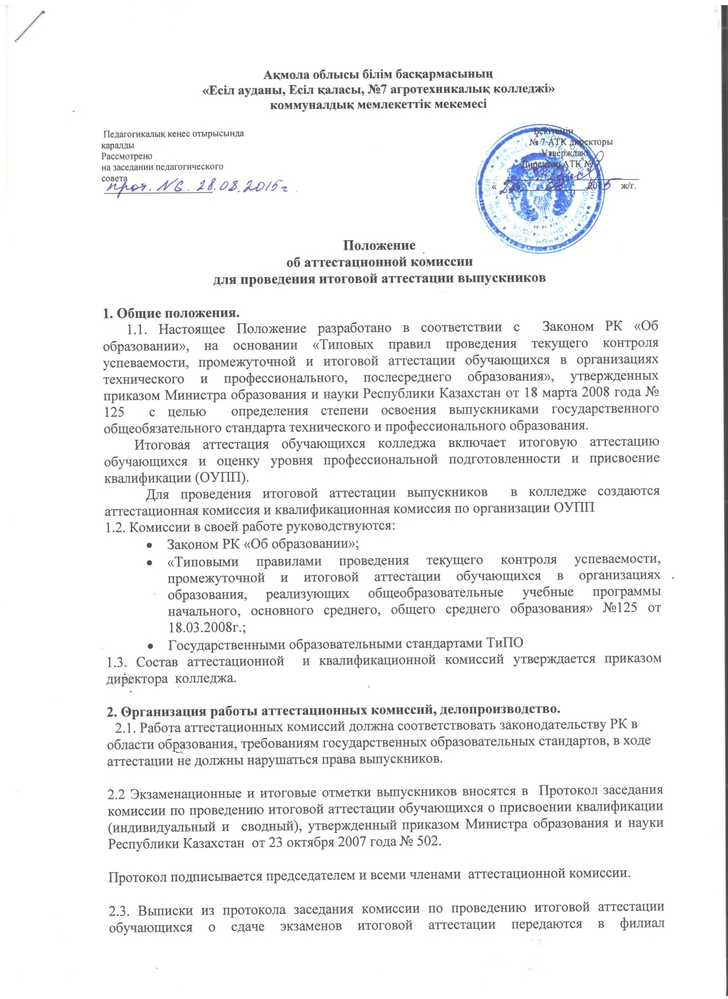 Ақмола облысы білім басқармасының
«Есіл ауданы, Есіл қаласы, №7 агротехникалық колледжі»
коммуналдық мемлекеттік мекемесі
Педагогикалық кеңес отырысында
қаралды
Рассмотрено
на заседании педагогического
совета
прот. №6. 28.08.2015г.
Бекітемін
№ 7 АТК директоры
Утверждаю
Директор АТК № 7
«28» 08 2015 ж/г.
Положение
об аттестационной комиссии
для проведения итоговой аттестации выпускников
1. Общие положения.
1.1. Настоящее Положение разработано в соответствии с Законом РК «Об
образовании», на основании «Типовых правил проведения текущего контроля
успеваемости, промежуточной и итоговой аттестации обучающихся в организациях
технического и профессионального, послесреднего образования», утвержденных
приказом Министра образования и науки Республики Казахстан от 18 марта 2008 года №
125 с целью определения степени освоения выпускниками государственного
общеобязательного стандарта технического и профессионального образования.
Итоговая аттестация обучающихся колледжа включает итоговую аттестацию
обучающихся и оценку уровня профессиональной подготовленности и присвоение
квалификации (ОУПП).
Для проведения итоговой аттестации выпускников в колледже создаются
аттестационная комиссия и квалификационная комиссия по организации ОУПП
1.2. Комиссии в своей работе руководствуются:
• Законом РК «Об образовании»;
• «Типовыми правилами проведения текущего контроля успеваемости,
промежуточной и итоговой аттестации обучающихся в организациях
образования, реализующих общеобразовательные учебные программы
начального, основного среднего, общего среднего образования» №125 от
18.03.2008г.;
• Государственными образовательными стандартами ТиПО
1.3. Состав аттестационной и квалификационной комиссий утверждается приказом
директора колледжа.
2. Организация работы аттестационных комиссий, делопроизводство.
2.1. Работа аттестационных комиссий должна соответствовать законодательству РК в
области образования, требованиям государственных образовательных стандартов, в ходе
аттестации не должны нарушаться права выпускников.
2.2 Экзаменационные и итоговые отметки выпускников вносятся в Протокол заседания
комиссии по проведению итоговой аттестации обучающихся о присвоении квалификации
(индивидуальный и сводный), утвержденный приказом Министра образования и науки
Республики Казахстан от 23 октября 2007 года № 502.
Протокол подписывается председателем и всеми членами аттестационной комиссии.
2.3. Выписки из протокола заседания комиссии по проведению итоговой аттестации
обучающихся о сдаче экзаменов итоговой аттестации передаются в филиал